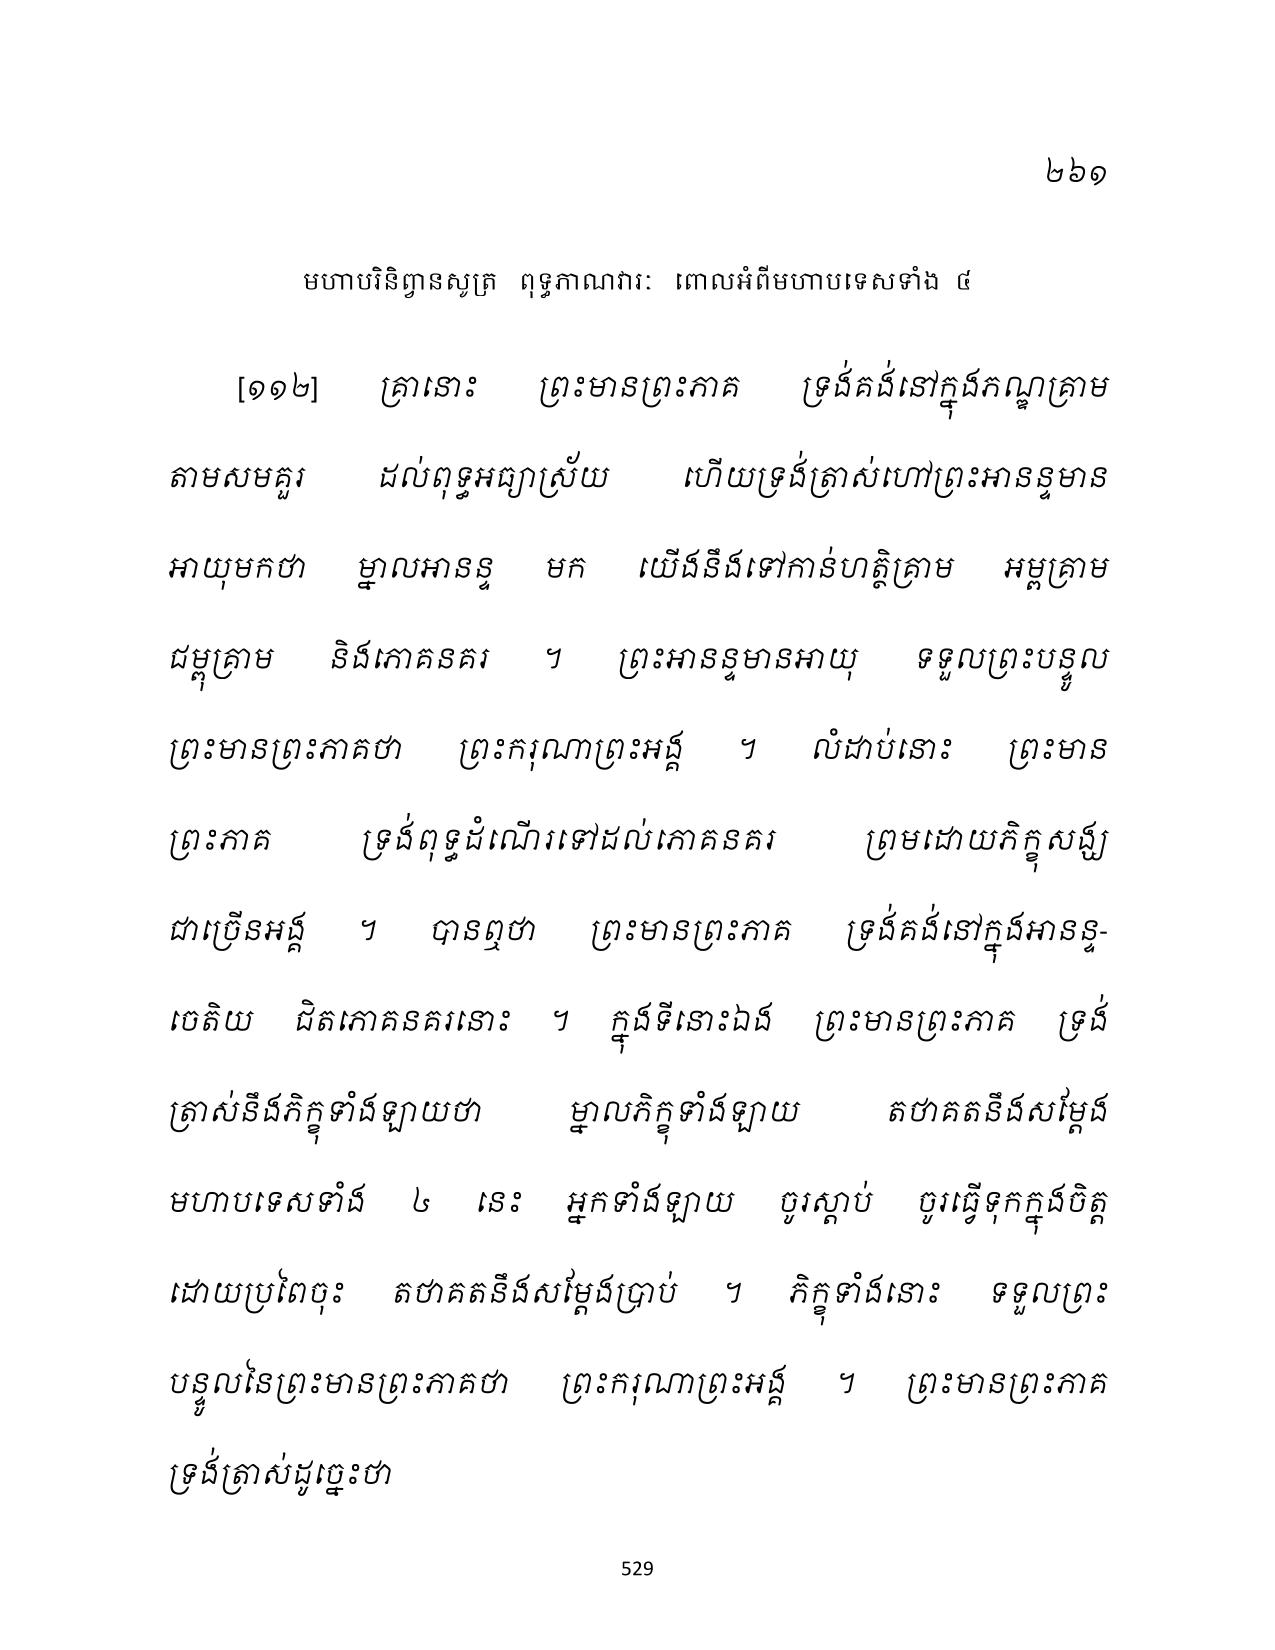 ២៦១
មហាបរិនិព្វានសូត្រ ពុទ្ធភាណវារៈ ពោលអំពីមហាបទេសទាំង ៤
[១១២] គ្រានោះ ព្រះមានព្រះភាគ ទ្រង់គង់នៅក្នុងភណ្ឌគ្រាម
តាមសមគួរ ដល់ពុទ្ធអធ្យាស្រ័យ ហើយទ្រង់ត្រាស់ហៅព្រះអានន្ទមាន
អាយុមកថា ម្នាលអានន្ទ មក យើងនឹងទៅកាន់ហត្ថិគ្រាម អម្ពគ្រាម
ជម្ពុគ្រាម និងភោគនគរ ។ ព្រះអានន្ទមានអាយុ ទទួលព្រះបន្ទូល
ព្រះមានព្រះភាគថា ព្រះករុណាព្រះអង្គ ។ លំដាប់នោះ ព្រះមាន
ព្រះភាគ ទ្រង់ពុទ្ធដំណើរទៅដល់ភោគនគរ ព្រមដោយភិក្ខុសង្ឃ
ជាច្រើនអង្គ ។ បានឮថា ព្រះមានព្រះភាគ ទ្រង់គង់នៅក្នុងអានន្ទ-
ចេតិយ ជិតភោគនគរនោះ ។ ក្នុងទីនោះឯង ព្រះមានព្រះភាគ ទ្រង់
ត្រាស់នឹងភិក្ខុទាំងឡាយថា ម្នាលភិក្ខុទាំងឡាយ តថាគតនឹងសម្តែង
មហាបទេសទាំង ៤ នេះ អ្នកទាំងឡាយ ចូរស្តាប់ ចូរធ្វើទុកក្នុងចិត្ត
ដោយប្រពៃចុះ តថាគតនឹងសម្តែងប្រាប់ ។ ភិក្ខុទាំងនោះ ទទួលព្រះ
បន្ទូលនៃព្រះមានព្រះភាគថា ព្រះករុណាព្រះអង្គ ។ ព្រះមានព្រះភាគ
ទ្រង់ត្រាស់ដូច្នេះថា
529